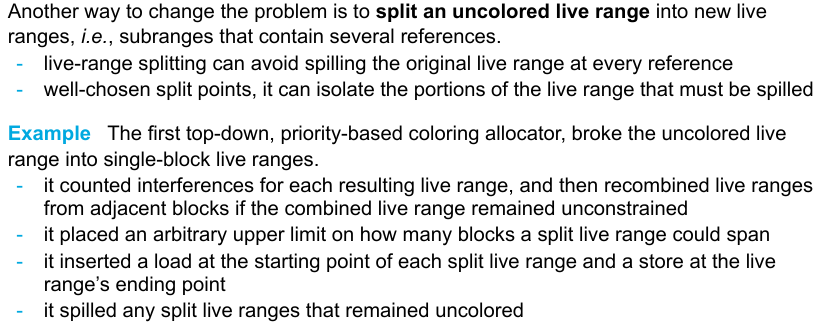 Another way to change the problem is to split an uncolored live range into new live
ranges, i.e., subranges that contain several references.
- live-range splitting can avoid spilling the original live range at every reference
- well-chosen split points, it can isolate the portions of the live range that must be spilled
Example The first top-down, priority-based coloring allocator, broke the uncolored live
range into single-block live ranges.
- it counted interferences for each resulting live range, and then recombined live ranges
from adjacent blocks if the combined live range remained unconstrained
- it placed an arbitrary upper limit on how many blocks a split live range could span
- it inserted a load at the starting point of each split live range and a store at the live
range's ending point
- it spilled any split live ranges that remained uncolored